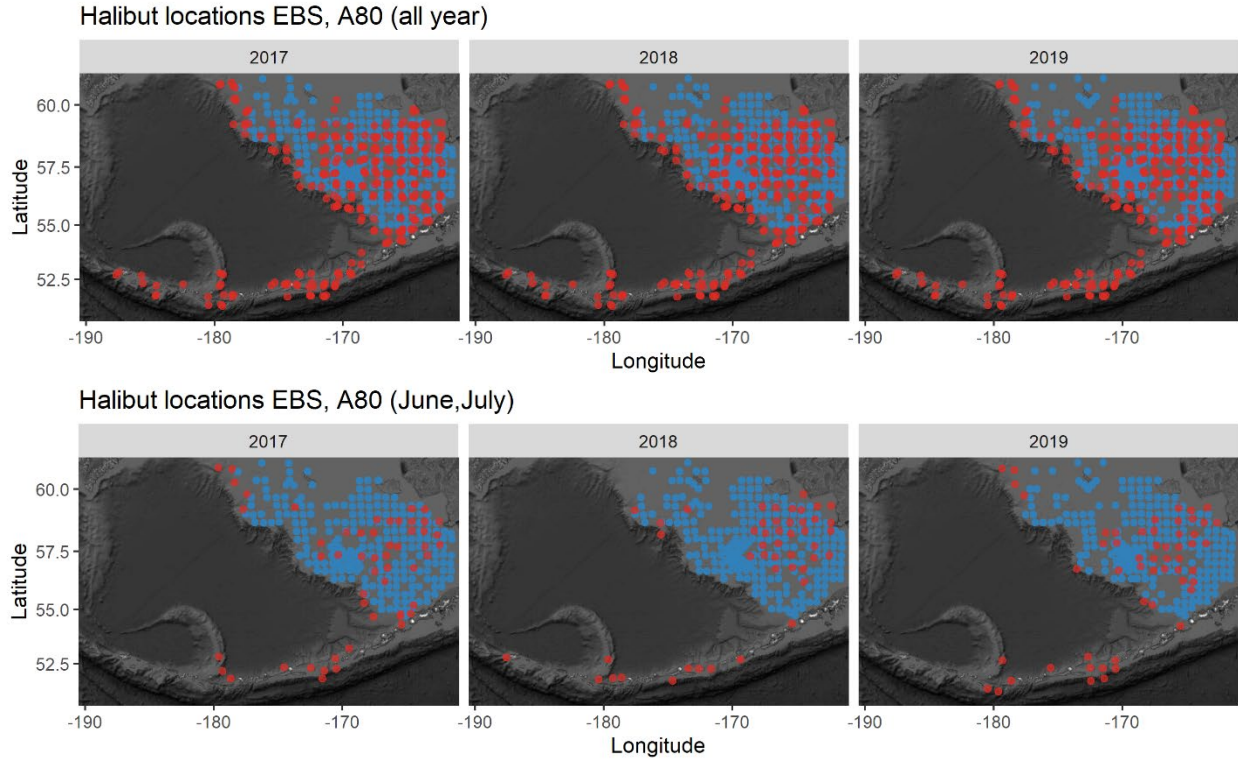 Halibut locations EBS, A80 (all year)
2017 2018 2019
60.0
57.5
55.0
52.5
Latitude
-190 -180 -170 -190 -180 -170 -190 -180 -170
Longitude
Halibut locations EBS, A80 (June,July)
2017 2018 2019
60.0
57.5
55.0
52.5
Latitude
-190 -180 -170 -190 -180 -170 -190 -180 -170
Longitude